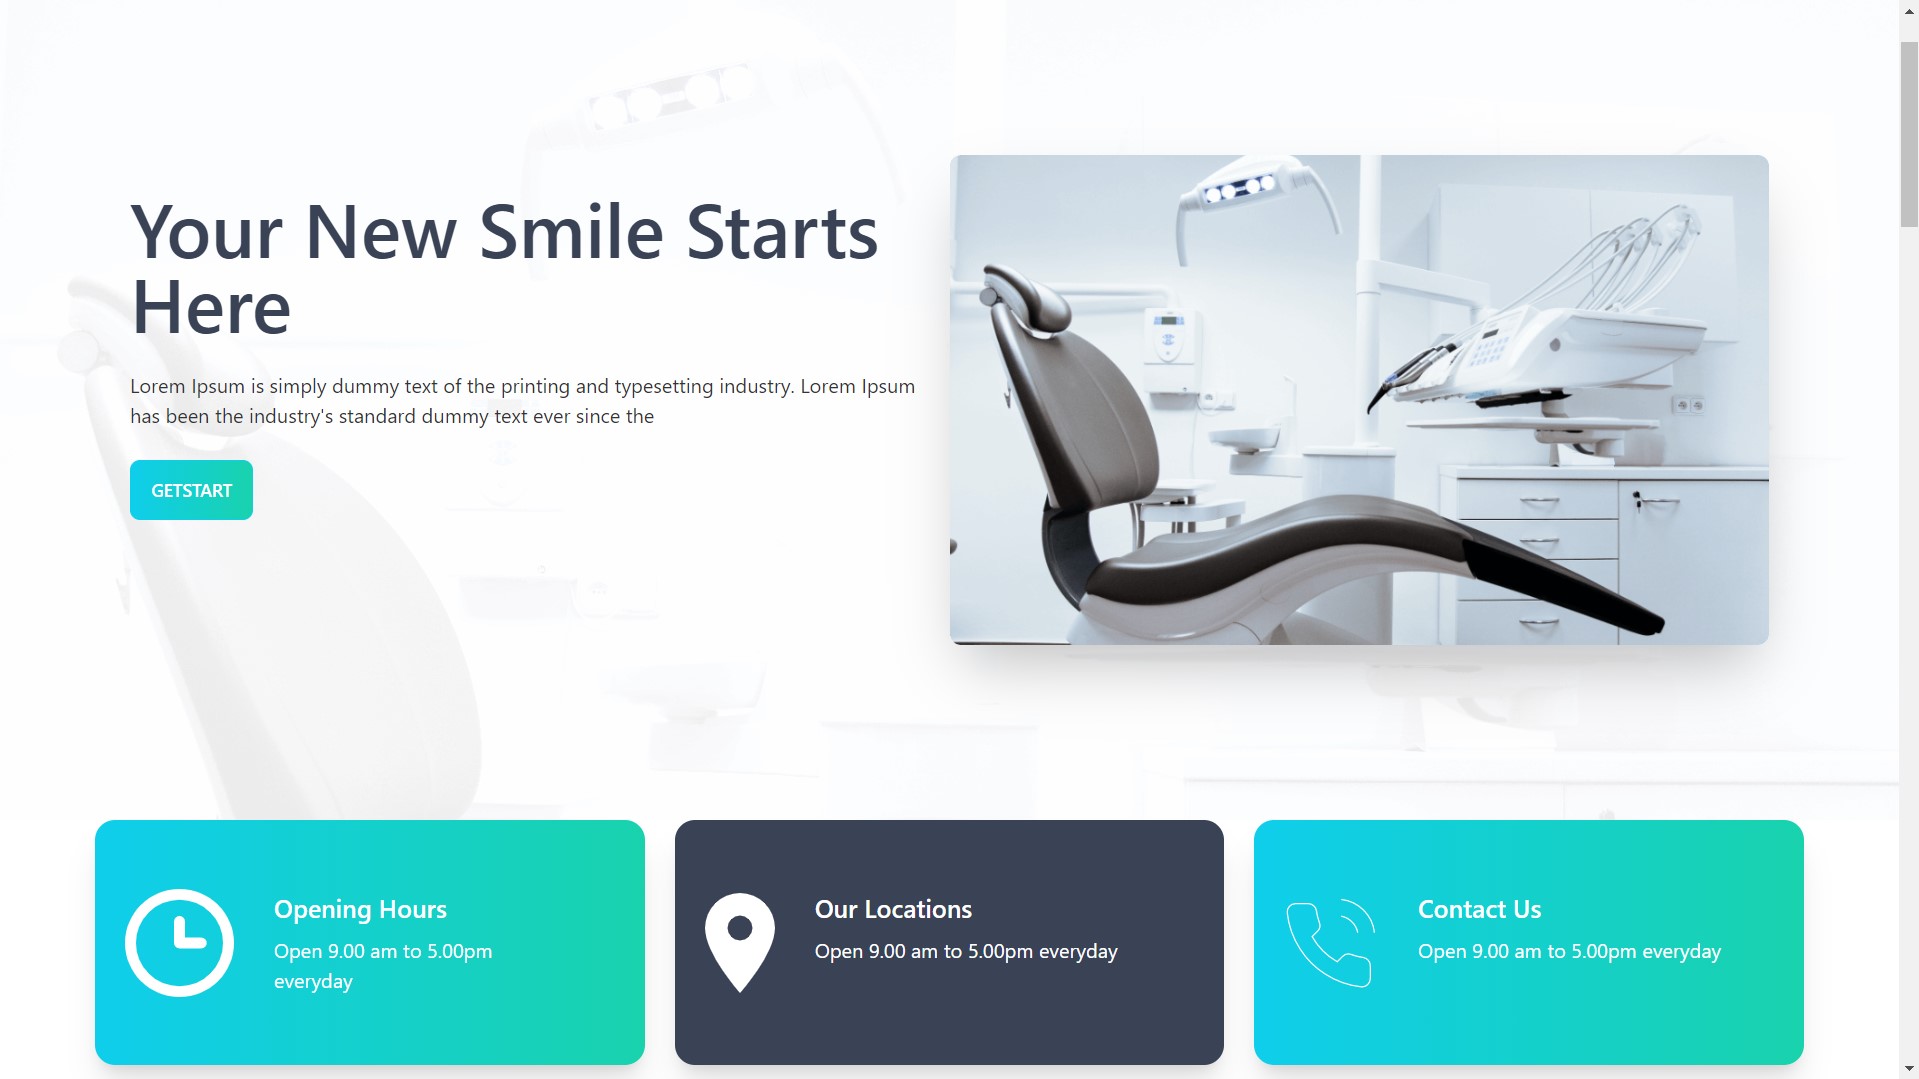 Your New Smile Starts
Here
Lorem Ipsum is simply dummy text of the printing and typesetting industry. Lorem Ipsum
has been the industry's standard dummy text ever since the
GETSTART
Opening Hours
Open 9.00 am to 5.00pm
everyday
Our Locations
Open 9.00 am to 5.00pm everyday
Contact Us
Open 9.00 am to 5.00pm everyday